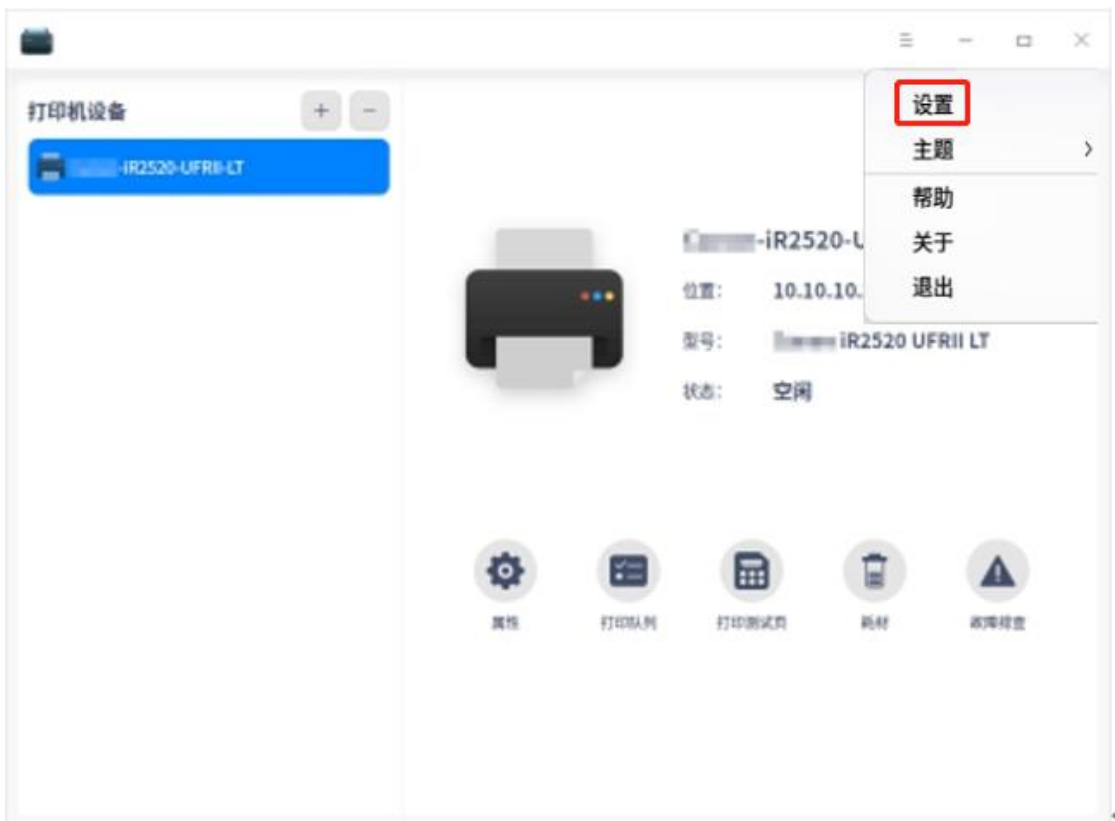 打印机设备
-iR2520-UFRII-LT
设置
主题
帮助
关于
退出
-iR2520-U
位置: 10.10.10.
型号: iR2520 UFRII LT
状态: 空闲
属性
打印队列
打印测试页
耗材
故障排查